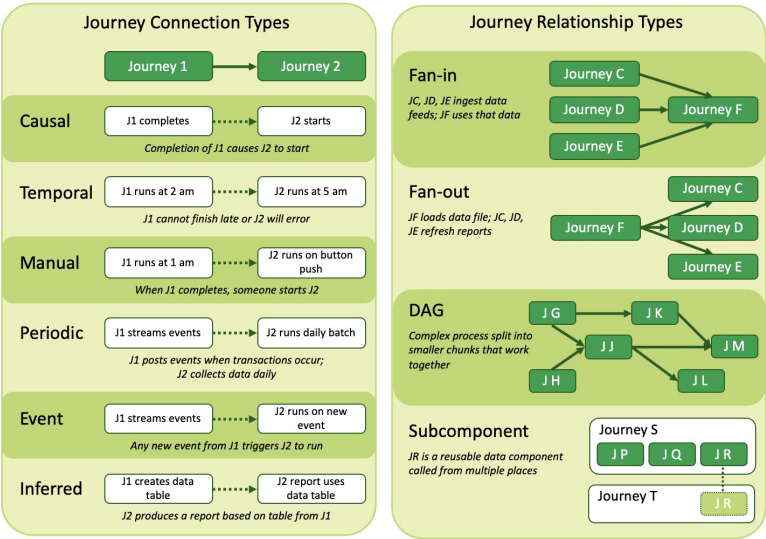 Journey Connection Types
Journey 1
Journey 2
Causal
J1 completes
J2 starts
Completion of J1 causes J2 to start
Temporal
J1 runs at 2 am
J2 runs at 5 am
J1 cannot finish late or J2 will error
Manual
J1 runs at 1 am
J2 runs on button
push
When J1 completes, someone starts J2
Periodic
J1 streams events
J2 runs daily batch
J1 posts events when transactions occur;
J2 collects data daily
Event
J1 streams events
J2 runs on new
event
Any new event from J1 triggers J2 to run
Inferred
J1 creates data
table
J2 report uses
data table
J2 produces a report based on table from J1
Journey Relationship Types
Fan-in
JC, JD, JE ingest data
feeds; JF uses that data
Journey C
Journey D
Journey E
Journey F
Fan-out
JF loads data file; JC, JD,
JE refresh reports
Journey F
Journey C
Journey D
Journey E
DAG
Complex process split into
smaller chunks that work
together
J G
J K
J J
J M
J H
J L
Subcomponent
JR is a reusable data component
called from multiple places
Journey S
J P
J Q
J R
Journey T
J R